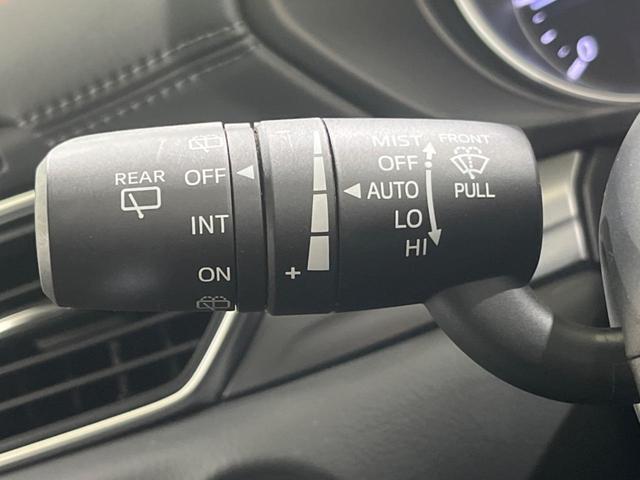 REAR
OFF
INT
ON
+
MIST
OFF
AUTO
LO
HI
FRONT
PULL